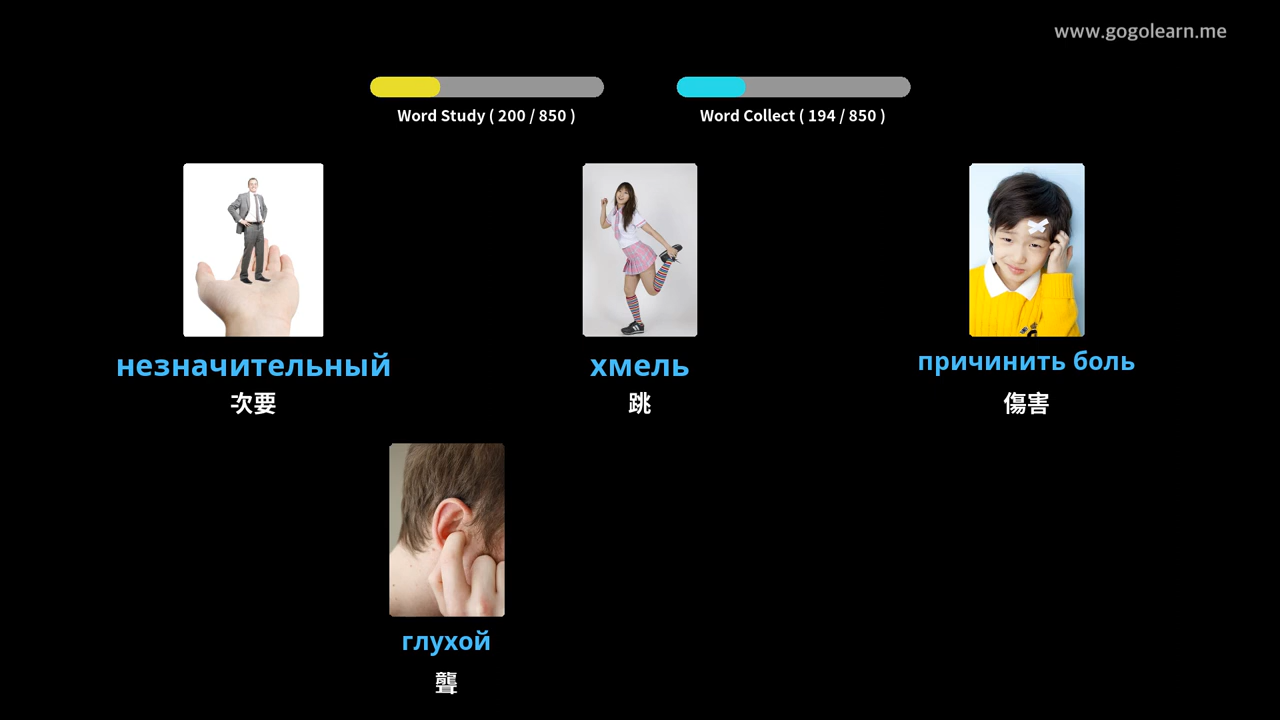 www.gogolearn.me
Word Study ( 200 / 850 )
Word Collect ( 194 / 850 )
незначительный
次要
хмель
跳
причинить боль
傷害
глухой
聾